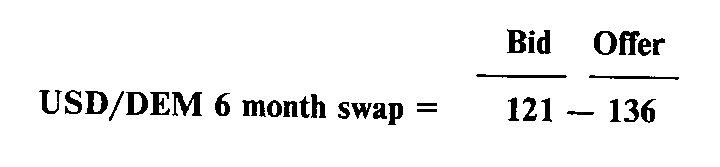 Bid Offer
USD/DEM 6 month swap = 121 — 136